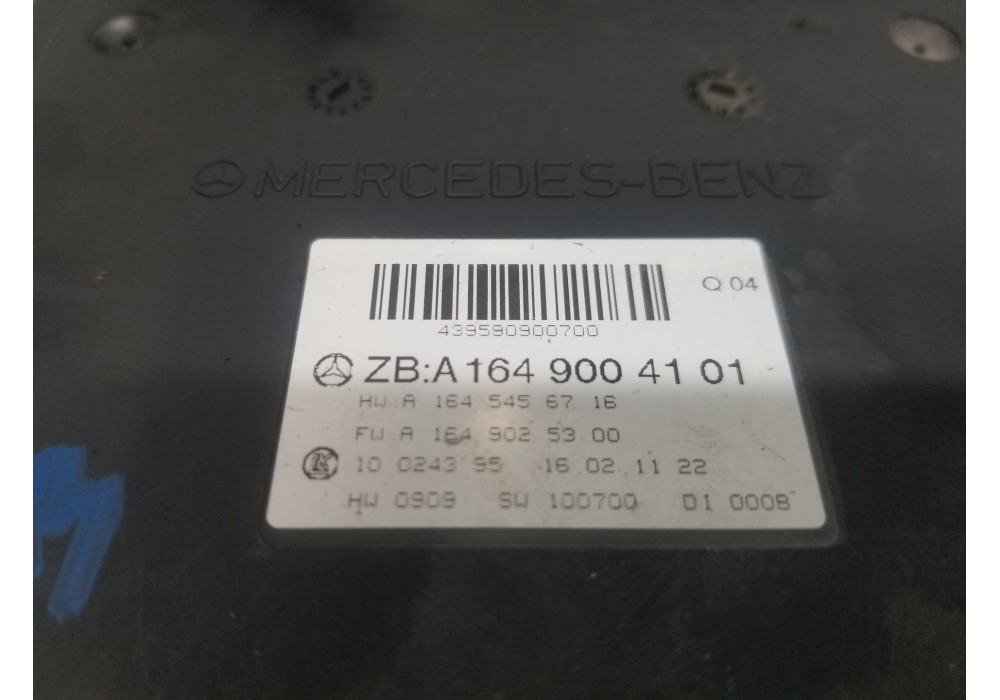 MERCEDES-BENZ
Q 04
439590900700
ZB:A 164 900 41 01
HW:A 164 545 67 16
FW:A 164 902 53 00
10 0243 95 16.02.11 22
HW 0909 SW 100700 01 0008
M